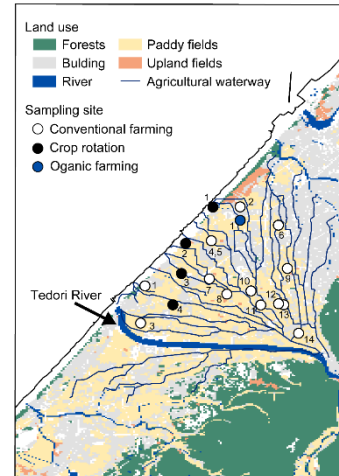 Land use
Forests Paddy fields
Bulding Upland fields
River Agricultural waterway
Sampling site
Conventional farming
Crop rotation
Oganic farming
1 2
1
6
2 4,5
3
9
1 7 10 12
8 11 13
4
Tedori River
3 14